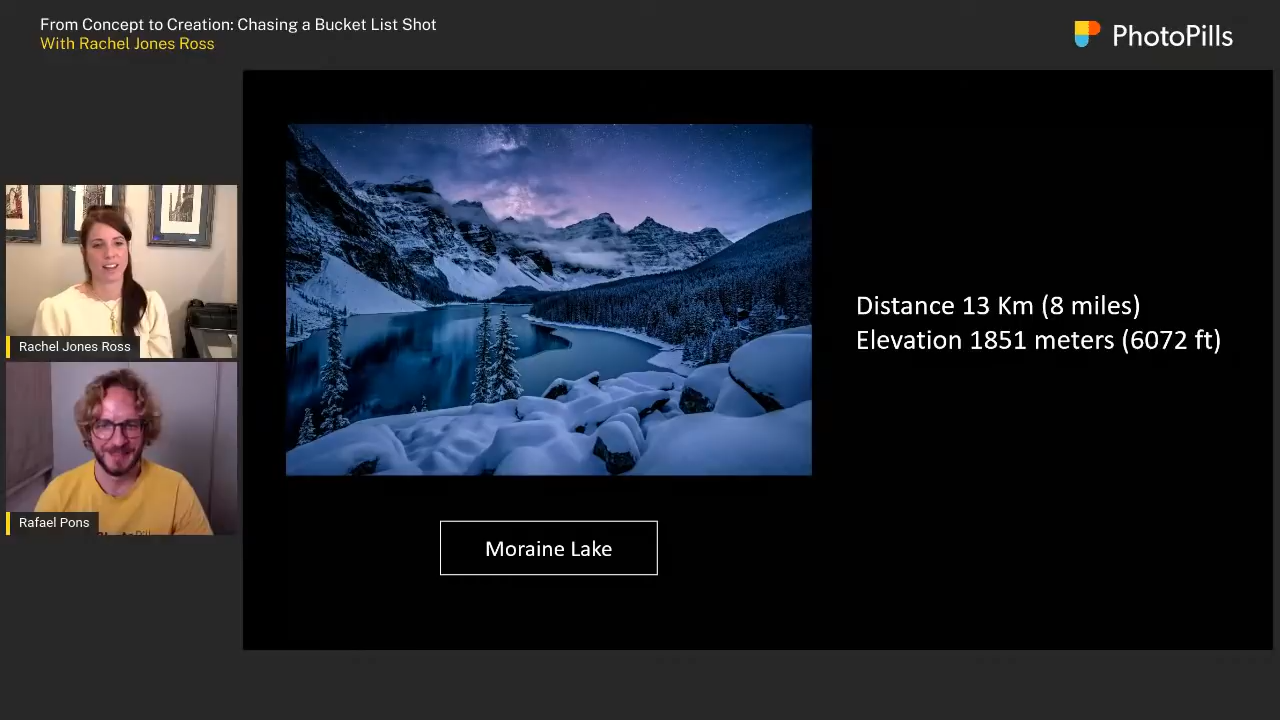 From Concept to Creation: Chasing a Bucket List Shot
With Rachel Jones Ross
PhotoPills
Rachel Jones Ross
Rafael Pons
Distance 13 Km (8 miles)
Elevation 1851 meters (6072 ft)
Moraine Lake